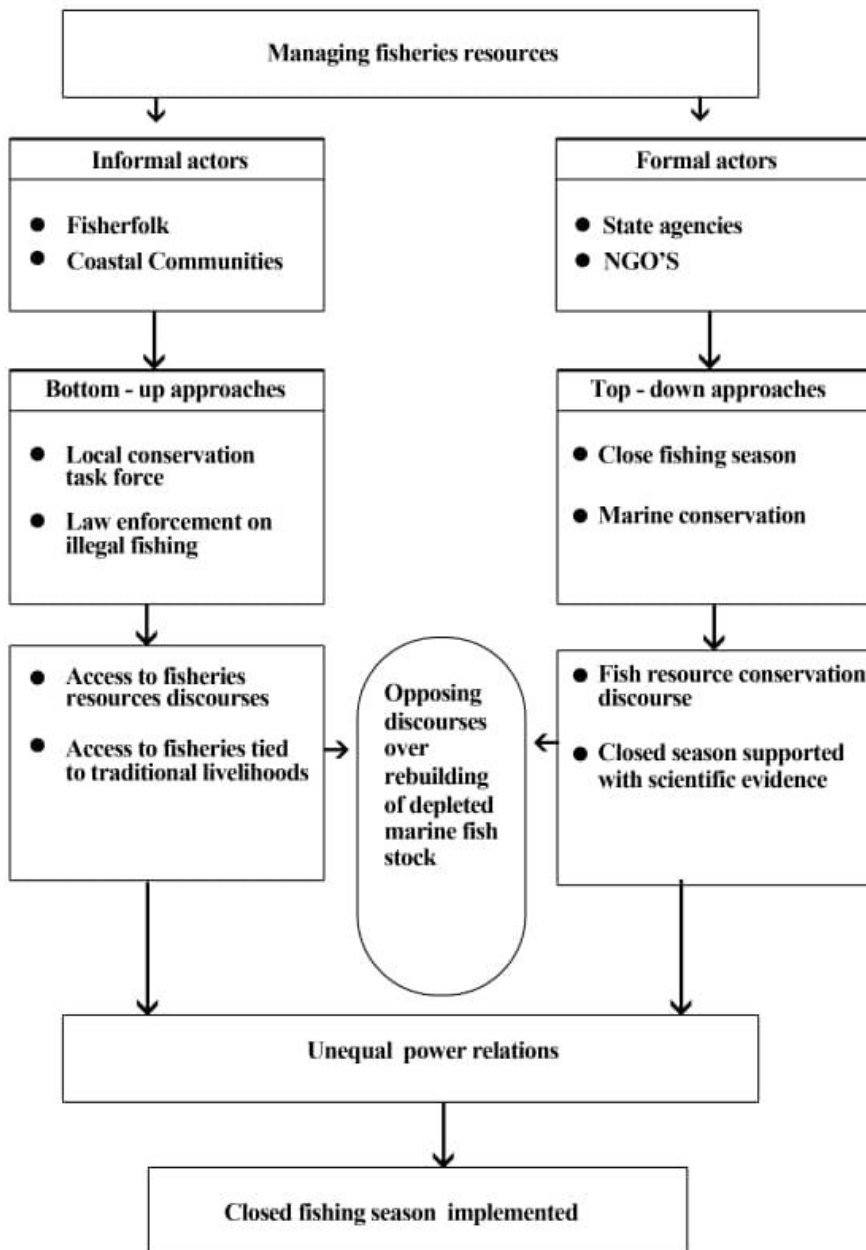 Managing fisheries resources
Informal actors
● Fisherfolk
● Coastal Communities
Formal actors
● State agencies
● NGO'S
Bottom - up approaches
● Local conservation
task force
● Law enforcement on
illegal fishing
Top - down approaches
● Close fishing season
● Marine conservation
● Access to fisheries
resources discourses
● Access to fisheries tied
to traditional livelihoods
Opposing
discourses
over
rebuilding
of depleted
marine fish
stock
● Fish resource conservation
discourse
● Closed season supported
with scientific evidence
Unequal power relations
Closed fishing season implemented